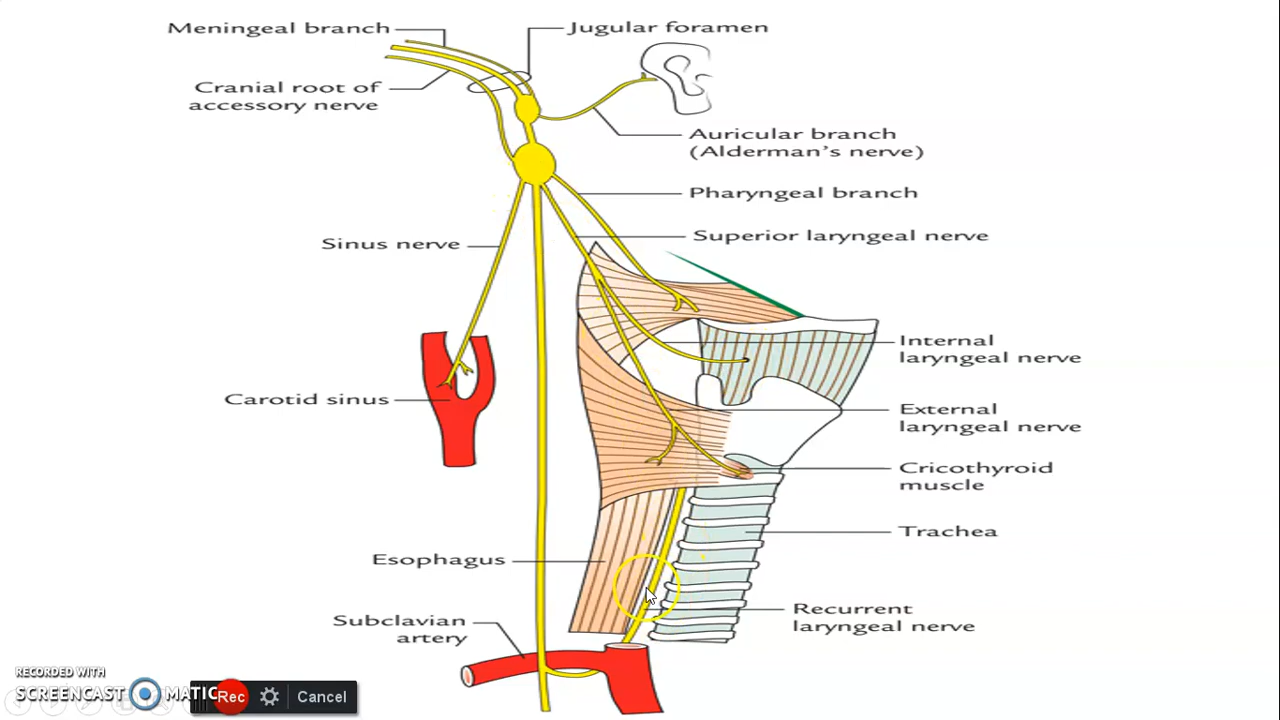 Meningeal branch
Jugular foramen
Cranial root of
accessory nerve
Auricular branch
(Alderman's nerve)
Pharyngeal branch
Superior laryngeal nerve
Sinus nerve
Internal
laryngeal nerve
Carotid sinus
External
laryngeal nerve
Cricothyroid
muscle
Trachea
Esophagus
Recurrent
laryngeal nerve
Subclavian
artery
RECORDED WITH
SCREENCAST MATIC
Rec
Cancel